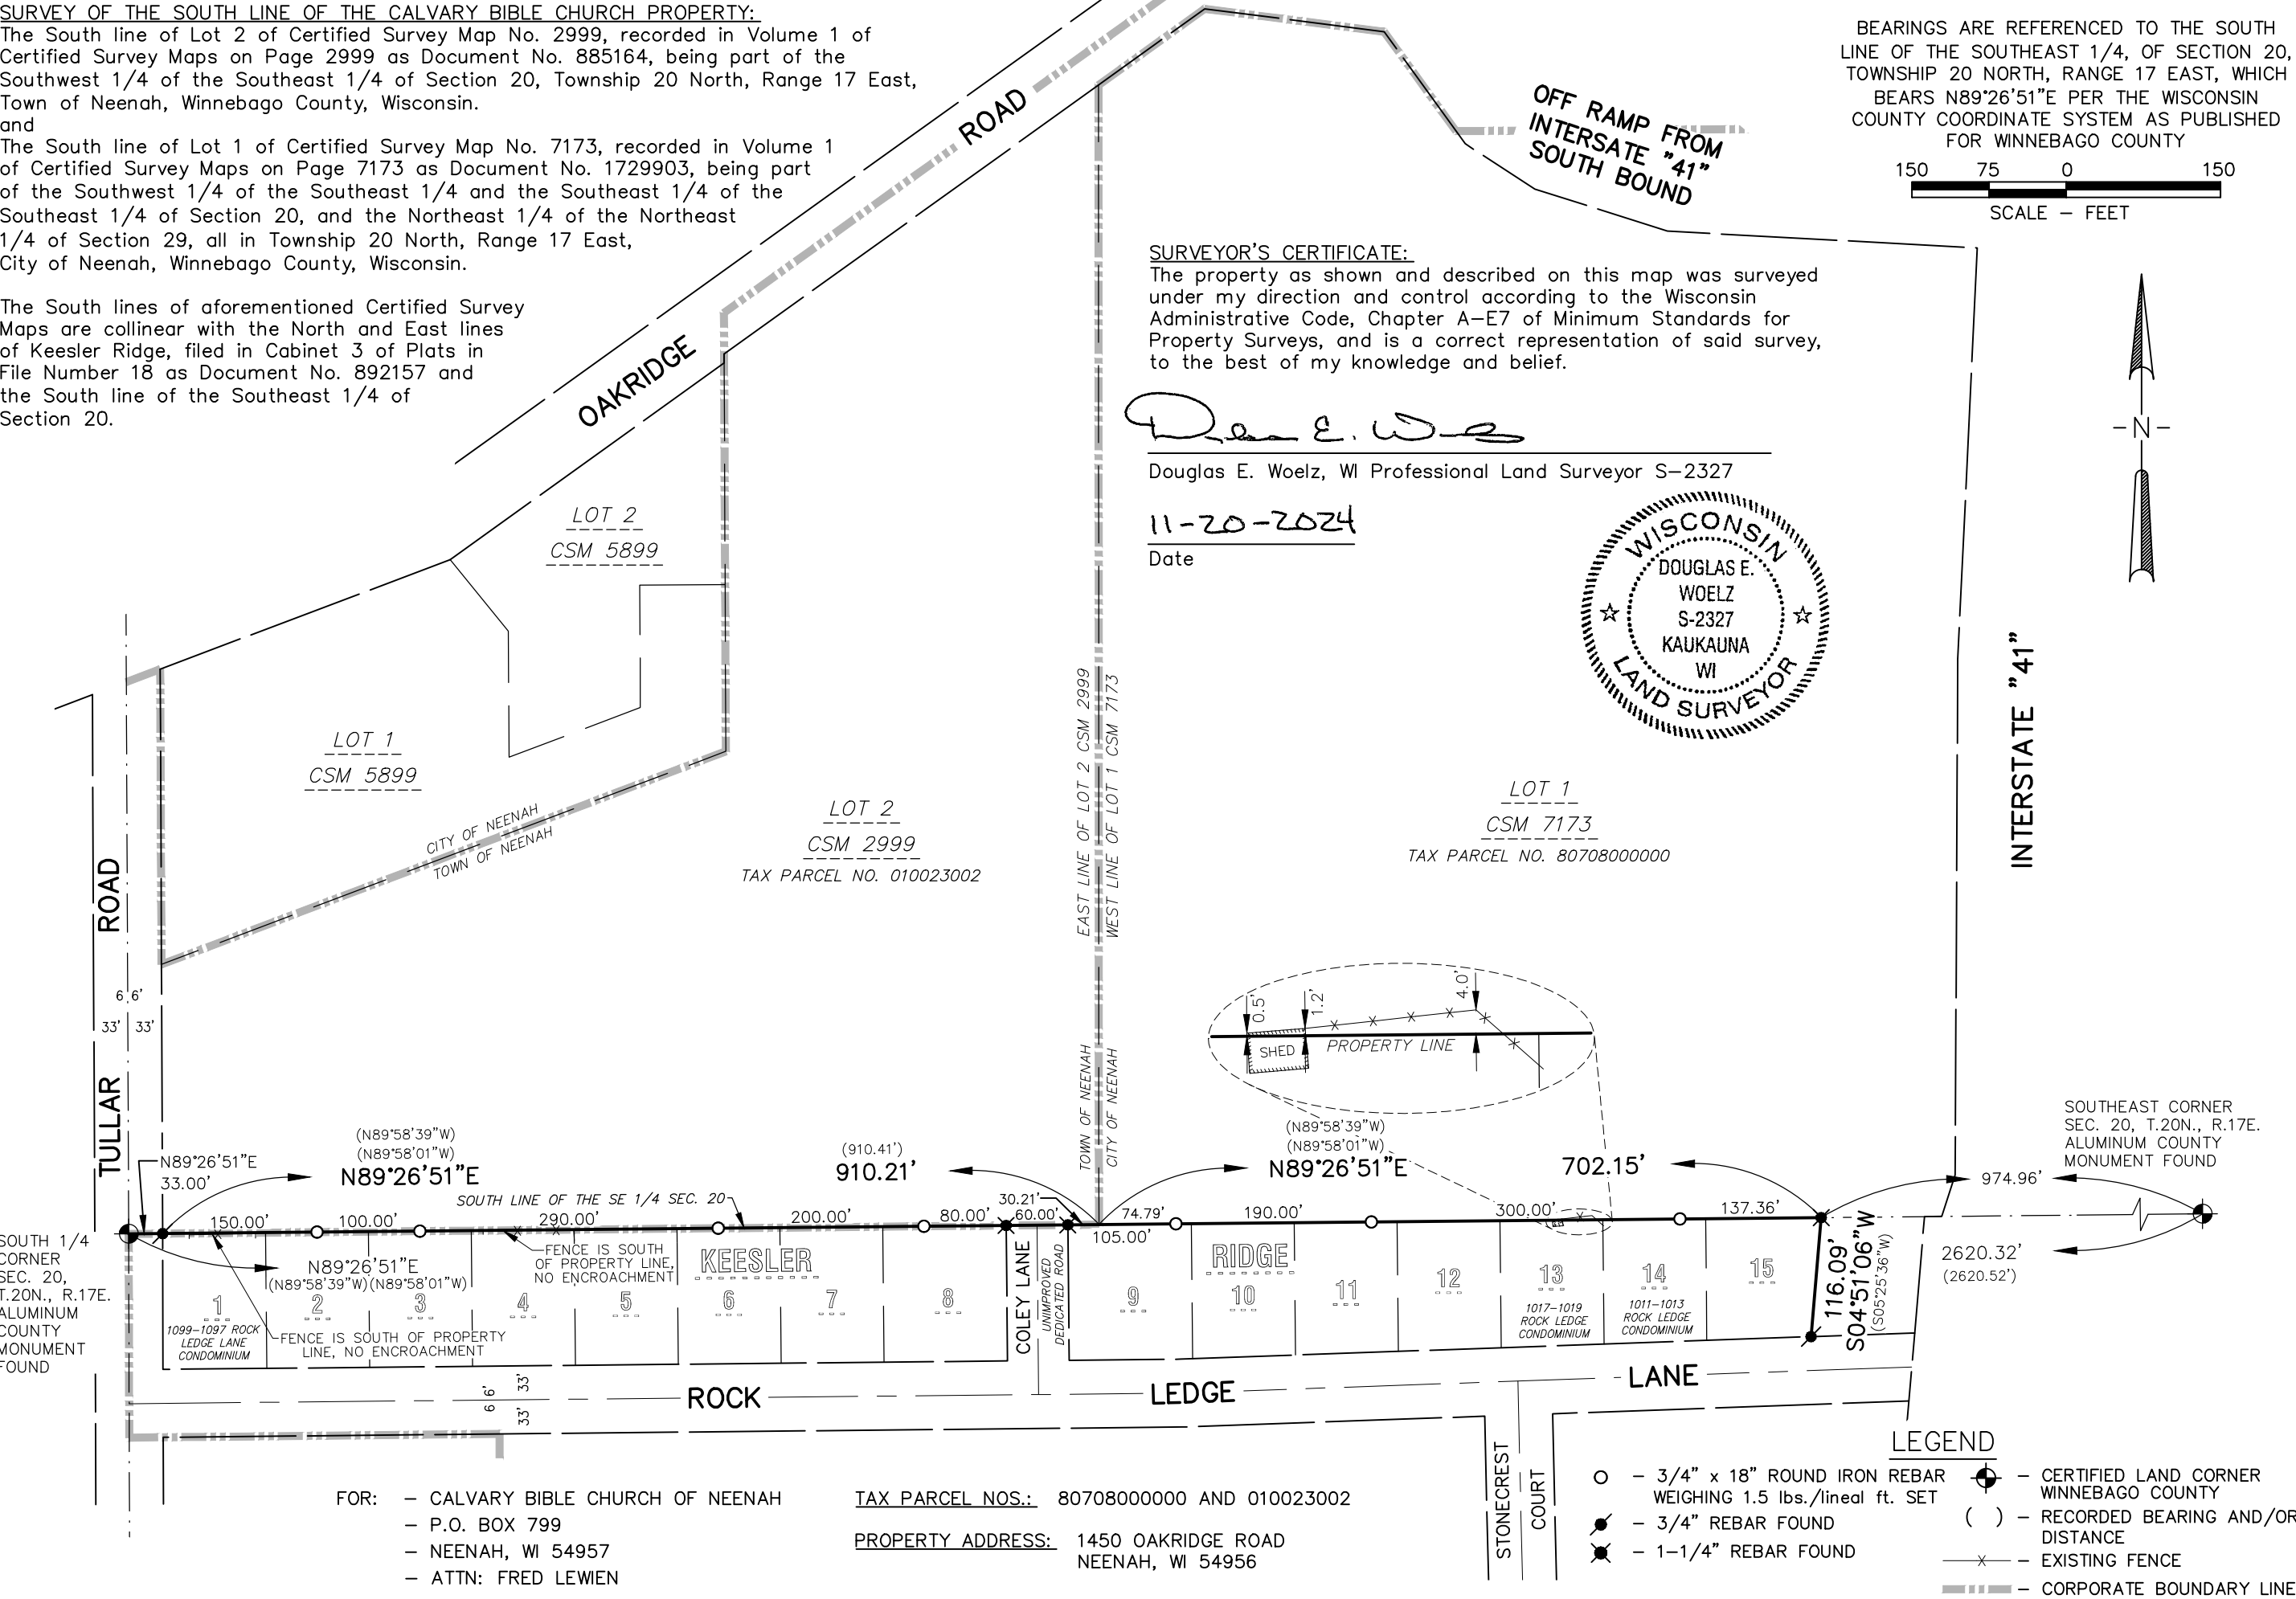 SURVEY OF THE SOUTH LINE OF THE CALVARY BIBLE CHURCH PROPERTY:
The South line of Lot 2 of Certified Survey Map No. 2999, recorded in Volume 1 of
Certified Survey Maps on Page 2999 as Document No. 885164, being part of the
Southwest 1/4 of the Southeast 1/4 of Section 20, Township 20 North, Range 17 East,
Town of Neenah, Winnebago County, Wisconsin.
and
The South line of Lot 1 of Certified Survey Map No. 7173, recorded in Volume 1
of Certified Survey Maps on Page 7173 as Document No. 1729903, being part
of the Southwest 1/4 of the Southeast 1/4 and the Southeast 1/4 of the
Southeast 1/4 of Section 20, and the Northeast 1/4 of the Northeast
1/4 of Section 29, all in Township 20 North, Range 17 East,
City of Neenah, Winnebago County, Wisconsin.
The South lines of aforementioned Certified Survey
Maps are collinear with the North and East lines
of Keesler Ridge, filed in Cabinet 3 of Plats in
File Number 18 as Document No. 892157 and
the South line of the Southeast 1/4 of
Section 20.
BEARINGS ARE REFERENCED TO THE SOUTH
LINE OF THE SOUTHEAST 1/4, OF SECTION 20,
TOWNSHIP 20 NORTH, RANGE 17 EAST, WHICH
BEARS N89°26'51"E PER THE WISCONSIN
COUNTY COORDINATE SYSTEM AS PUBLISHED
FOR WINNEBAGO COUNTY
150 75 0 150
SCALE – FEET
OFF RAMP FROM
INTERSATE "41"
SOUTH BOUND
OAKRIDGE ROAD
SURVEYOR'S CERTIFICATE:
The property as shown and described on this map was surveyed
under my direction and control according to the Wisconsin
Administrative Code, Chapter A–E7 of Minimum Standards for
Property Surveys, and is a correct representation of said survey,
to the best of my knowledge and belief.
Douglas E. Woelz, WI Professional Land Surveyor S–2327
11-20-2024
Date
WISCONSIN
DOUGLAS E.
WOELZ
S-2327
KAUKAUNA
WI
LAND SURVEYOR
-N-
LOT 2
CSM 5899
LOT 1
CSM 5899
CITY OF NEENAH
TOWN OF NEENAH
LOT 2
CSM 2999
TAX PARCEL NO. 010023002
EAST LINE OF LOT 2 CSM 2999
WEST LINE OF LOT 1 CSM 7173
LOT 1
CSM 7173
TAX PARCEL NO. 80708000000
INTERSTATE "41"
TULLAR ROAD
66'
33' 33'
0.5'
1.2'
4.0'
SHED
PROPERTY LINE
TOWN OF NEENAH
CITY OF NEENAH
SOUTHEAST CORNER
SEC. 20, T.20N., R.17E.
ALUMINUM COUNTY
MONUMENT FOUND
N89°26'51"E
33.00'
(N89°58'39"W)
(N89°58'01"W)
N89°26'51"E
(910.41')
910.21'
(N89°58'39"W)
(N89°58'01"W)
N89°26'51"E
702.15'
974.96'
SOUTH LINE OF THE SE 1/4 SEC. 20
150.00' 100.00' 290.00' 200.00' 80.00' 60.00' 30.21' 74.79' 190.00' 300.00' 137.36'
105.00'
2620.32'
(2620.52')
SOUTH 1/4
CORNER
SEC. 20,
T.20N., R.17E.
ALUMINUM
COUNTY
MONUMENT
FOUND
N89°26'51"E
(N89°58'39"W)(N89°58'01"W)
FENCE IS SOUTH
OF PROPERTY LINE,
NO ENCROACHMENT
FENCE IS SOUTH OF PROPERTY
LINE, NO ENCROACHMENT
KEESLER RIDGE
1 2 3 4 5 6 7 8 9 10 11 12 13 14 15
1099–1097 ROCK
LEDGE LANE
CONDOMINIUM
COLEY LANE
UNIMPROVED
DEDICATED ROAD
1017–1019
ROCK LEDGE
CONDOMINIUM
1011–1013
ROCK LEDGE
CONDOMINIUM
116.09'
S04°51'06"W
(S05°25'36"W)
66'
33'
33'
ROCK LEDGE LANE
STONECREST
COURT
FOR: – CALVARY BIBLE CHURCH OF NEENAH
– P.O. BOX 799
– NEENAH, WI 54957
– ATTN: FRED LEWIEN
TAX PARCEL NOS.: 80708000000 AND 010023002
PROPERTY ADDRESS: 1450 OAKRIDGE ROAD
NEENAH, WI 54956
LEGEND
– 3/4" x 18" ROUND IRON REBAR
WEIGHING 1.5 lbs./lineal ft. SET
– 3/4" REBAR FOUND
– 1–1/4" REBAR FOUND
– CERTIFIED LAND CORNER
WINNEBAGO COUNTY
( ) – RECORDED BEARING AND/OR
DISTANCE
– EXISTING FENCE
– CORPORATE BOUNDARY LINE